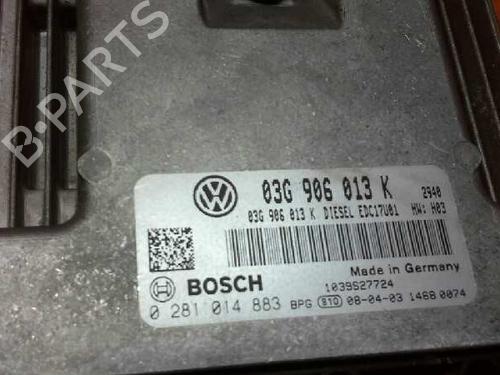 B-PARTS
03G 906 013 K 2940
03G 906 013 K DIESEL EDC17U01 HW: H03
Made in Germany
BOSCH 1039S27724
0 281 014 883 BPG 810 08-04-03 1468 0074